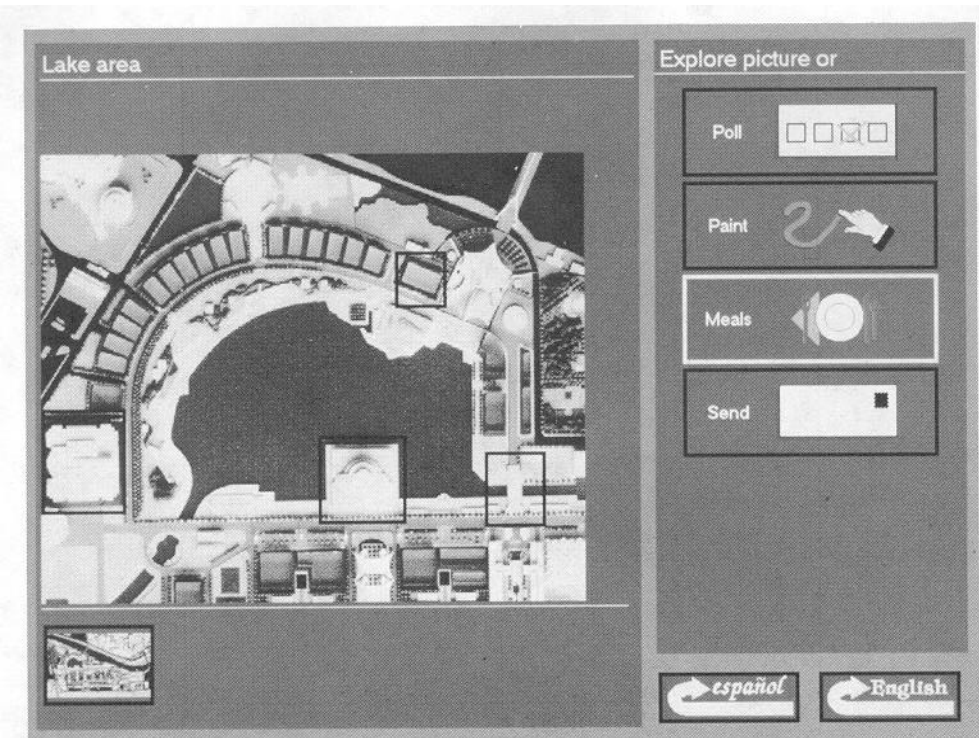 Lake area
Explore picture or
Poll
Paint
Meals
Send
español
English